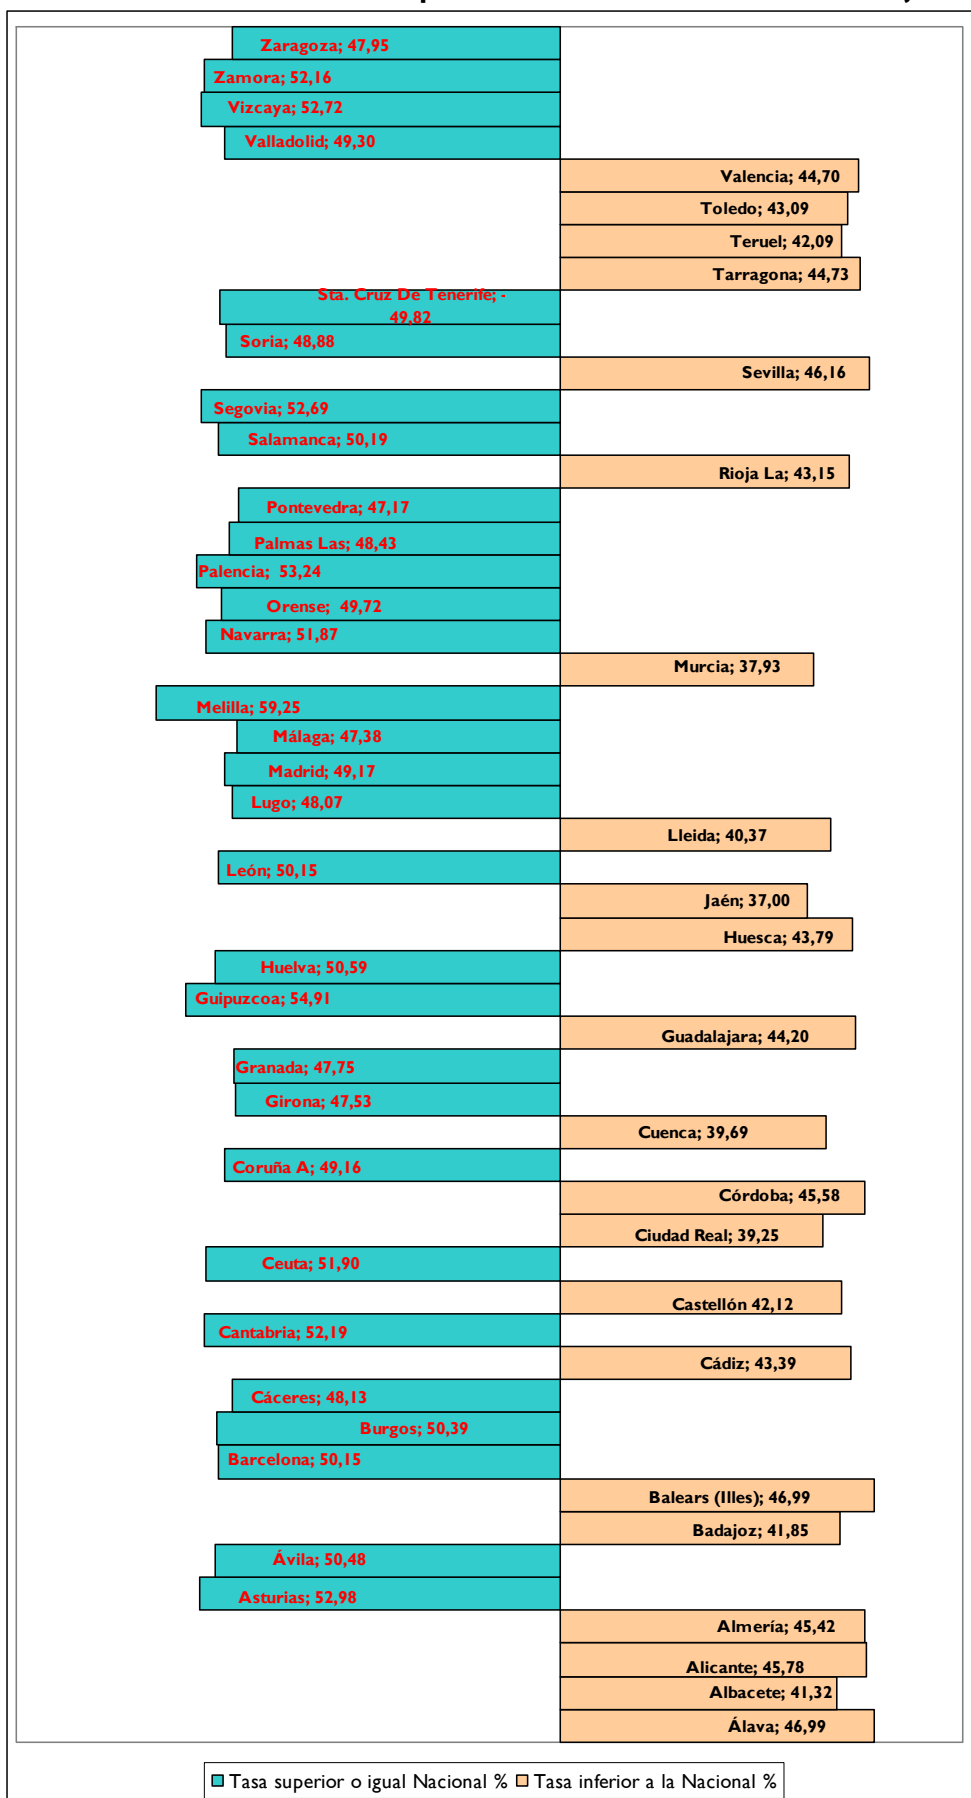 Zaragoza; 47,95
Zamora; 52,16
Vizcaya; 52,72
Valladolid; 49,30
Valencia; 44,70
Toledo; 43,09
Teruel; 42,09
Tarragona; 44,73
Sta. Cruz De Tenerife; -
49,82
Soria; 48,88
Sevilla; 46,16
Segovia; 52,69
Salamanca; 50,19
Rioja La; 43,15
Pontevedra; 47,17
Palmas Las; 48,43
Palencia; 53,24
Orense; 49,72
Navarra; 51,87
Murcia; 37,93
Melilla; 59,25
Málaga; 47,38
Madrid; 49,17
Lugo; 48,07
Lleida; 40,37
León; 50,15
Jaén; 37,00
Huesca; 43,79
Huelva; 50,59
Guipuzcoa; 54,91
Guadalajara; 44,20
Granada; 47,75
Girona; 47,53
Cuenca; 39,69
Coruña A; 49,16
Córdoba; 45,58
Ciudad Real; 39,25
Ceuta; 51,90
Castellón 42,12
Cantabria; 52,19
Cádiz; 43,39
Cáceres; 48,13
Burgos; 50,39
Barcelona; 50,15
Balears (Illes); 46,99
Badajoz; 41,85
Ávila; 50,48
Asturias; 52,98
Almería; 45,42
Alicante; 45,78
Albacete; 41,32
Álava; 46,99
Tasa superior o igual Nacional % Tasa inferior a la Nacional %